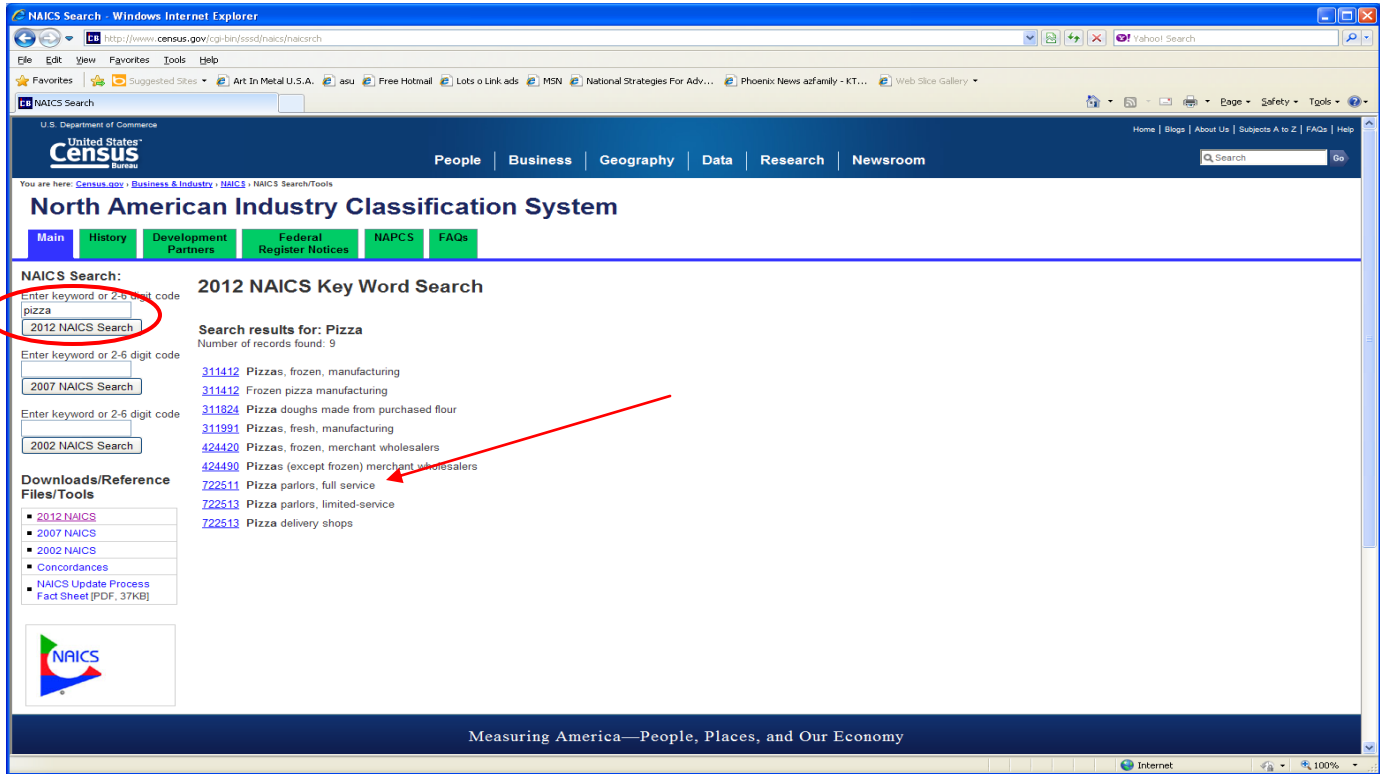 NAICS Search - Windows Internet Explorer
http://www.census.gov/cgi-bin/sssd/naics/naicsrch
Yahoo! Search
File Edit View Favorites Tools Help
Favorites Suggested Sites Art In Metal U.S.A. asu Free Hotmail Lots o Link ads MSN National Strategies For Adv... Phoenix News azfamily - KT... Web Slice Gallery
NAICS Search
Page Safety Tools
U.S. Department of Commerce
Home | Blogs | About Us | Subjects A to Z | FAQs | Help
United States™
Census
Bureau
People | Business | Geography | Data | Research | Newsroom
Search Go
You are here: Census.gov › Business & Industry › NAICS › NAICS Search/Tools
North American Industry Classification System
Main History Development Partners Federal Register Notices NAPCS FAQs
NAICS Search:
Enter keyword or 2-6 digit code
pizza
2012 NAICS Search
Enter keyword or 2-6 digit code
2007 NAICS Search
Enter keyword or 2-6 digit code
2002 NAICS Search
Downloads/Reference
Files/Tools
2012 NAICS
2007 NAICS
2002 NAICS
Concordances
NAICS Update Process
Fact Sheet [PDF, 37KB]
NAICS
®
2012 NAICS Key Word Search
Search results for: Pizza
Number of records found: 9
311412 Pizzas, frozen, manufacturing
311412 Frozen pizza manufacturing
311824 Pizza doughs made from purchased flour
311991 Pizzas, fresh, manufacturing
424420 Pizzas, frozen, merchant wholesalers
424490 Pizzas (except frozen) merchant wholesalers
722511 Pizza parlors, full service
722513 Pizza parlors, limited-service
722513 Pizza delivery shops
Measuring America—People, Places, and Our Economy
Internet 100%